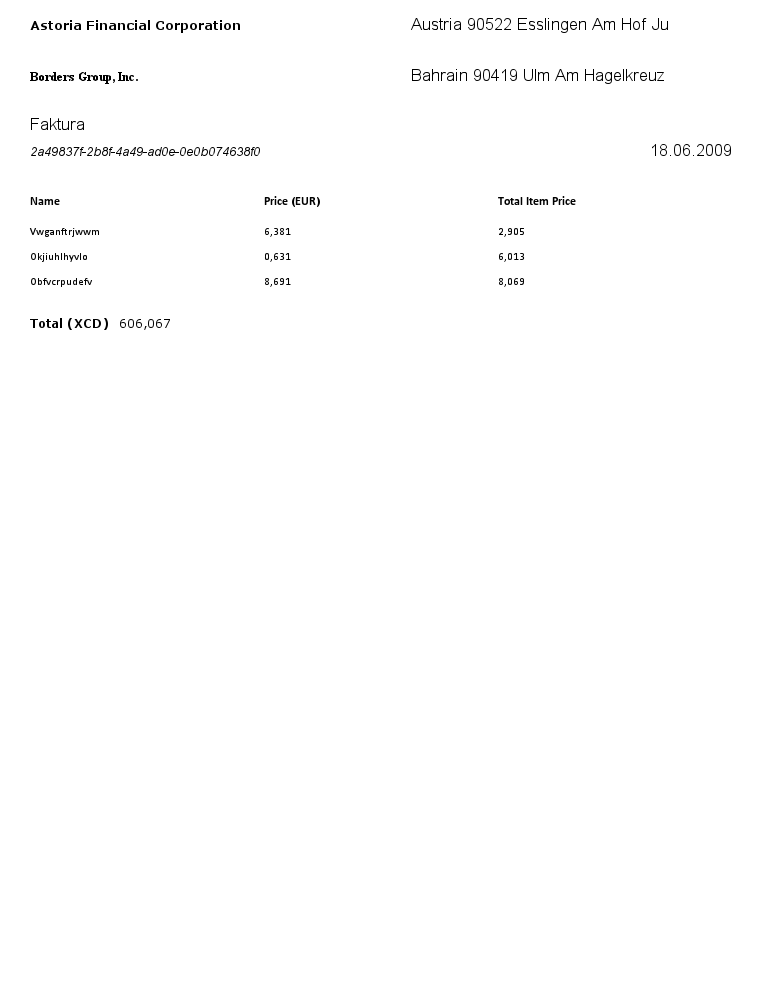 Astoria Financial Corporation Austria 90522 Esslingen Am Hof Ju
Borders Group, Inc. Bahrain 90419 Ulm Am Hagelkreuz
Faktura
2a49837f-2b8f-4a49-ad0e-0e0b074638f0 18.06.2009
Name Price (EUR) Total Item Price
Vwganftrjwwm 6,381 2,905
Okjiuhlhyvlo 0,631 6,013
Obfvcrpudefv 8,691 8,069
Total (XCD) 606,067